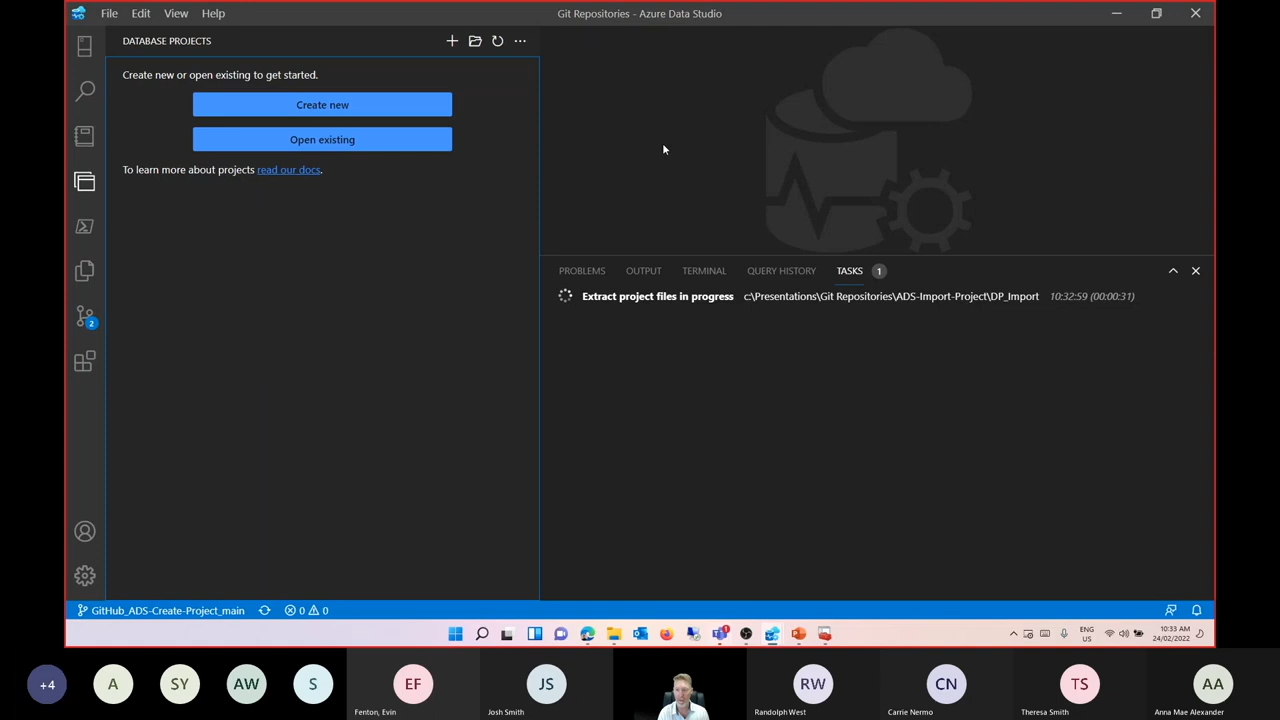 File Edit View Help
Git Repositories - Azure Data Studio
DATABASE PROJECTS
Create new or open existing to get started.
Create new
Open existing
To learn more about projects read our docs.
PROBLEMS OUTPUT TERMINAL QUERY HISTORY TASKS 1
Extract project files in progress c:\Presentations\Git Repositories\ADS-Import-Project\DP_Import 10:32:59 (00:00:31)
2
GitHub_ADS-Create-Project_main 0 0
ENG
US
10:33 AM
24/02/2022
+4 A SY AW S EF JS RW CN TS AA
Fenton, Evin Josh Smith Randolph West Carrie Nermo Theresa Smith Anna Mae Alexander